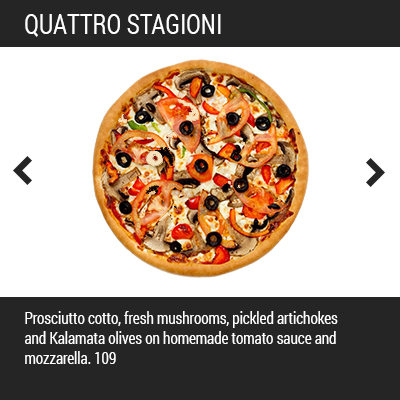 QUATTRO STAGIONI
Prosciutto cotto, fresh mushrooms, pickled artichokes
and Kalamata olives on homemade tomato sauce and
mozzarella. 109